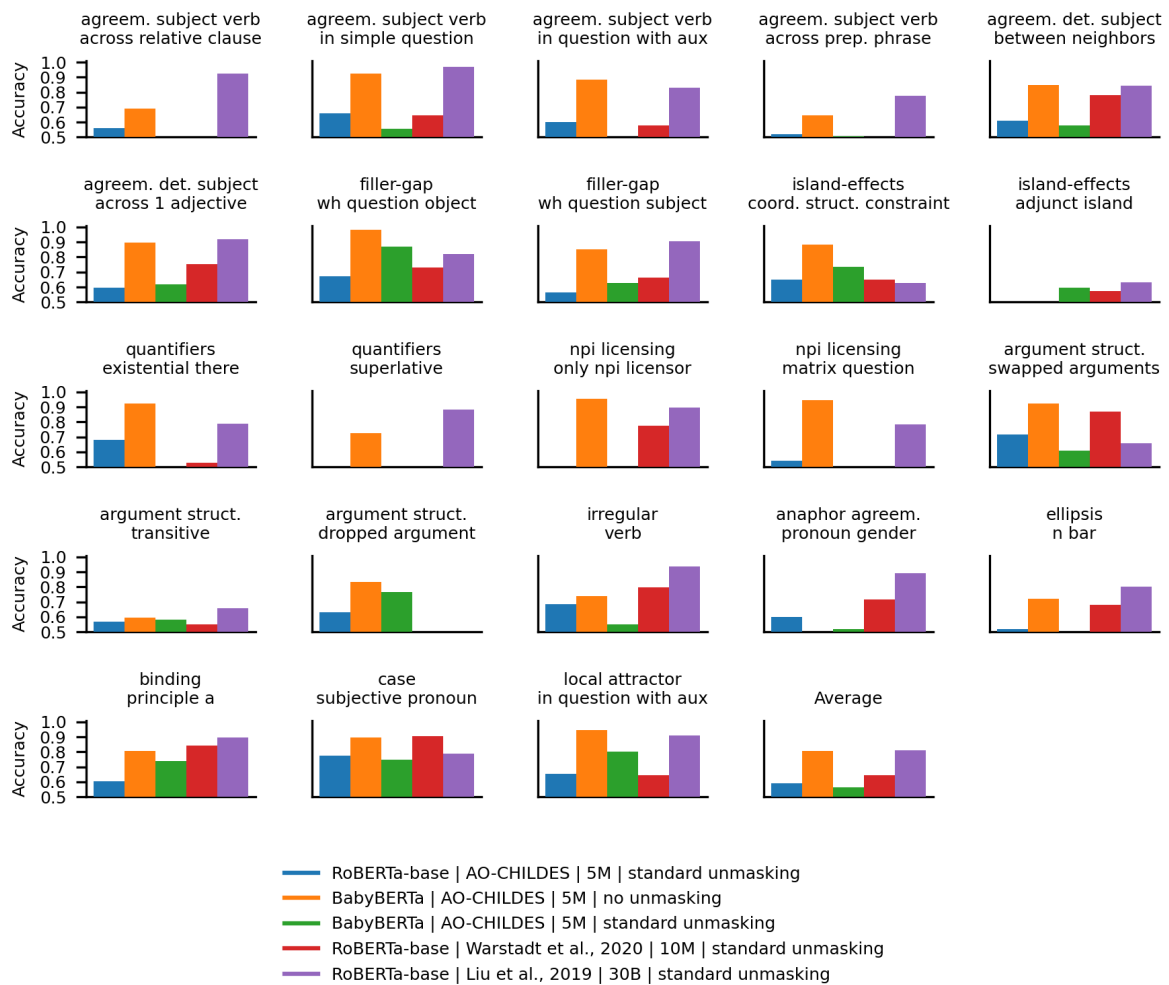 agreem. subject verb
across relative clause
agreem. subject verb
in simple question
agreem. subject verb
in question with aux
agreem. subject verb
across prep. phrase
agreem. det. subject
between neighbors
Accuracy
1.0
0.9
0.8
0.7
0.6
0.5
agreem. det. subject
across 1 adjective
filler-gap
wh question object
filler-gap
wh question subject
island-effects
coord. struct. constraint
island-effects
adjunct island
Accuracy
1.0
0.9
0.8
0.7
0.6
0.5
quantifiers
existential there
quantifiers
superlative
npi licensing
only npi licensor
npi licensing
matrix question
argument struct.
swapped arguments
Accuracy
1.0
0.9
0.8
0.7
0.6
0.5
argument struct.
transitive
argument struct.
dropped argument
irregular
verb
anaphor agreem.
pronoun gender
ellipsis
n bar
Accuracy
1.0
0.9
0.8
0.7
0.6
0.5
binding
principle a
case
subjective pronoun
local attractor
in question with aux
Average
Accuracy
1.0
0.9
0.8
0.7
0.6
0.5
RoBERTa-base | AO-CHILDES | 5M | standard unmasking
BabyBERTa | AO-CHILDES | 5M | no unmasking
BabyBERTa | AO-CHILDES | 5M | standard unmasking
RoBERTa-base | Warstadt et al., 2020 | 10M | standard unmasking
RoBERTa-base | Liu et al., 2019 | 30B | standard unmasking